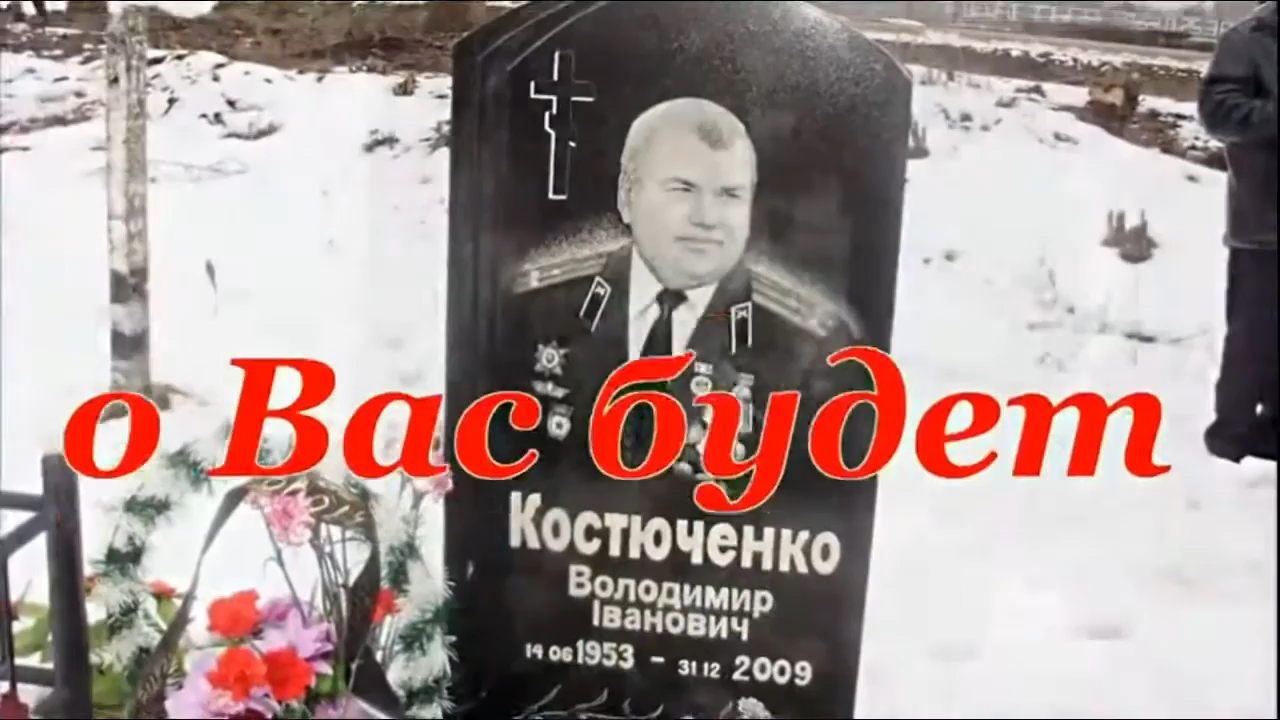 о Вас будет
Костюченко
Володимир
Іванович
14 06 1953 - 31 12 2009